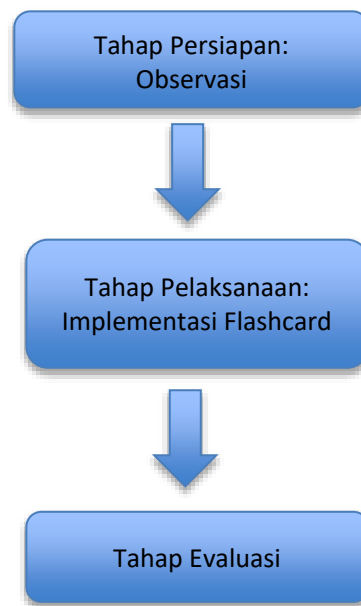 Tahap Persiapan:
Observasi
Tahap Pelaksanaan:
Implementasi Flashcard
Tahap Evaluasi